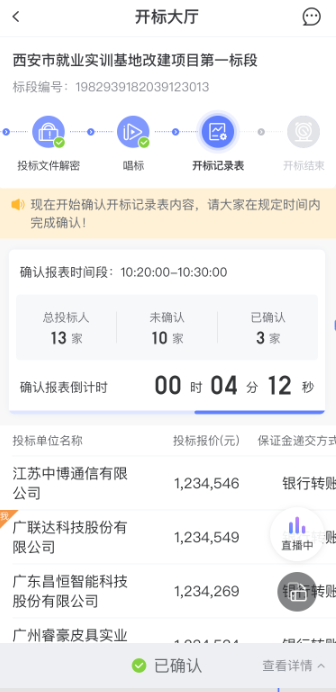 开标大厅
西安市就业实训基地改建项目第一标段
标段编号：1982939182039123013
投标文件解密
唱标
开标记录表
开标结束
现在开始确认开标记录表内容，请大家在规定时间内
完成确认！
确认报表时间段：10:20:00-10:30:00
总投标人 未确认 已确认
13 家 10 家 3 家
确认报表倒计时 00 时 04 分 12 秒
投标单位名称 投标报价(元) 保证金递交方式
江苏中博通信有限
公司
1,234,546 银行转账
我
广联达科技股份有
限公司
1,234,549
直播中
广东昌恒智能科技
股份有限公司
1,234,269 银行转账
广州睿豪皮具实业
已确认 查看详情